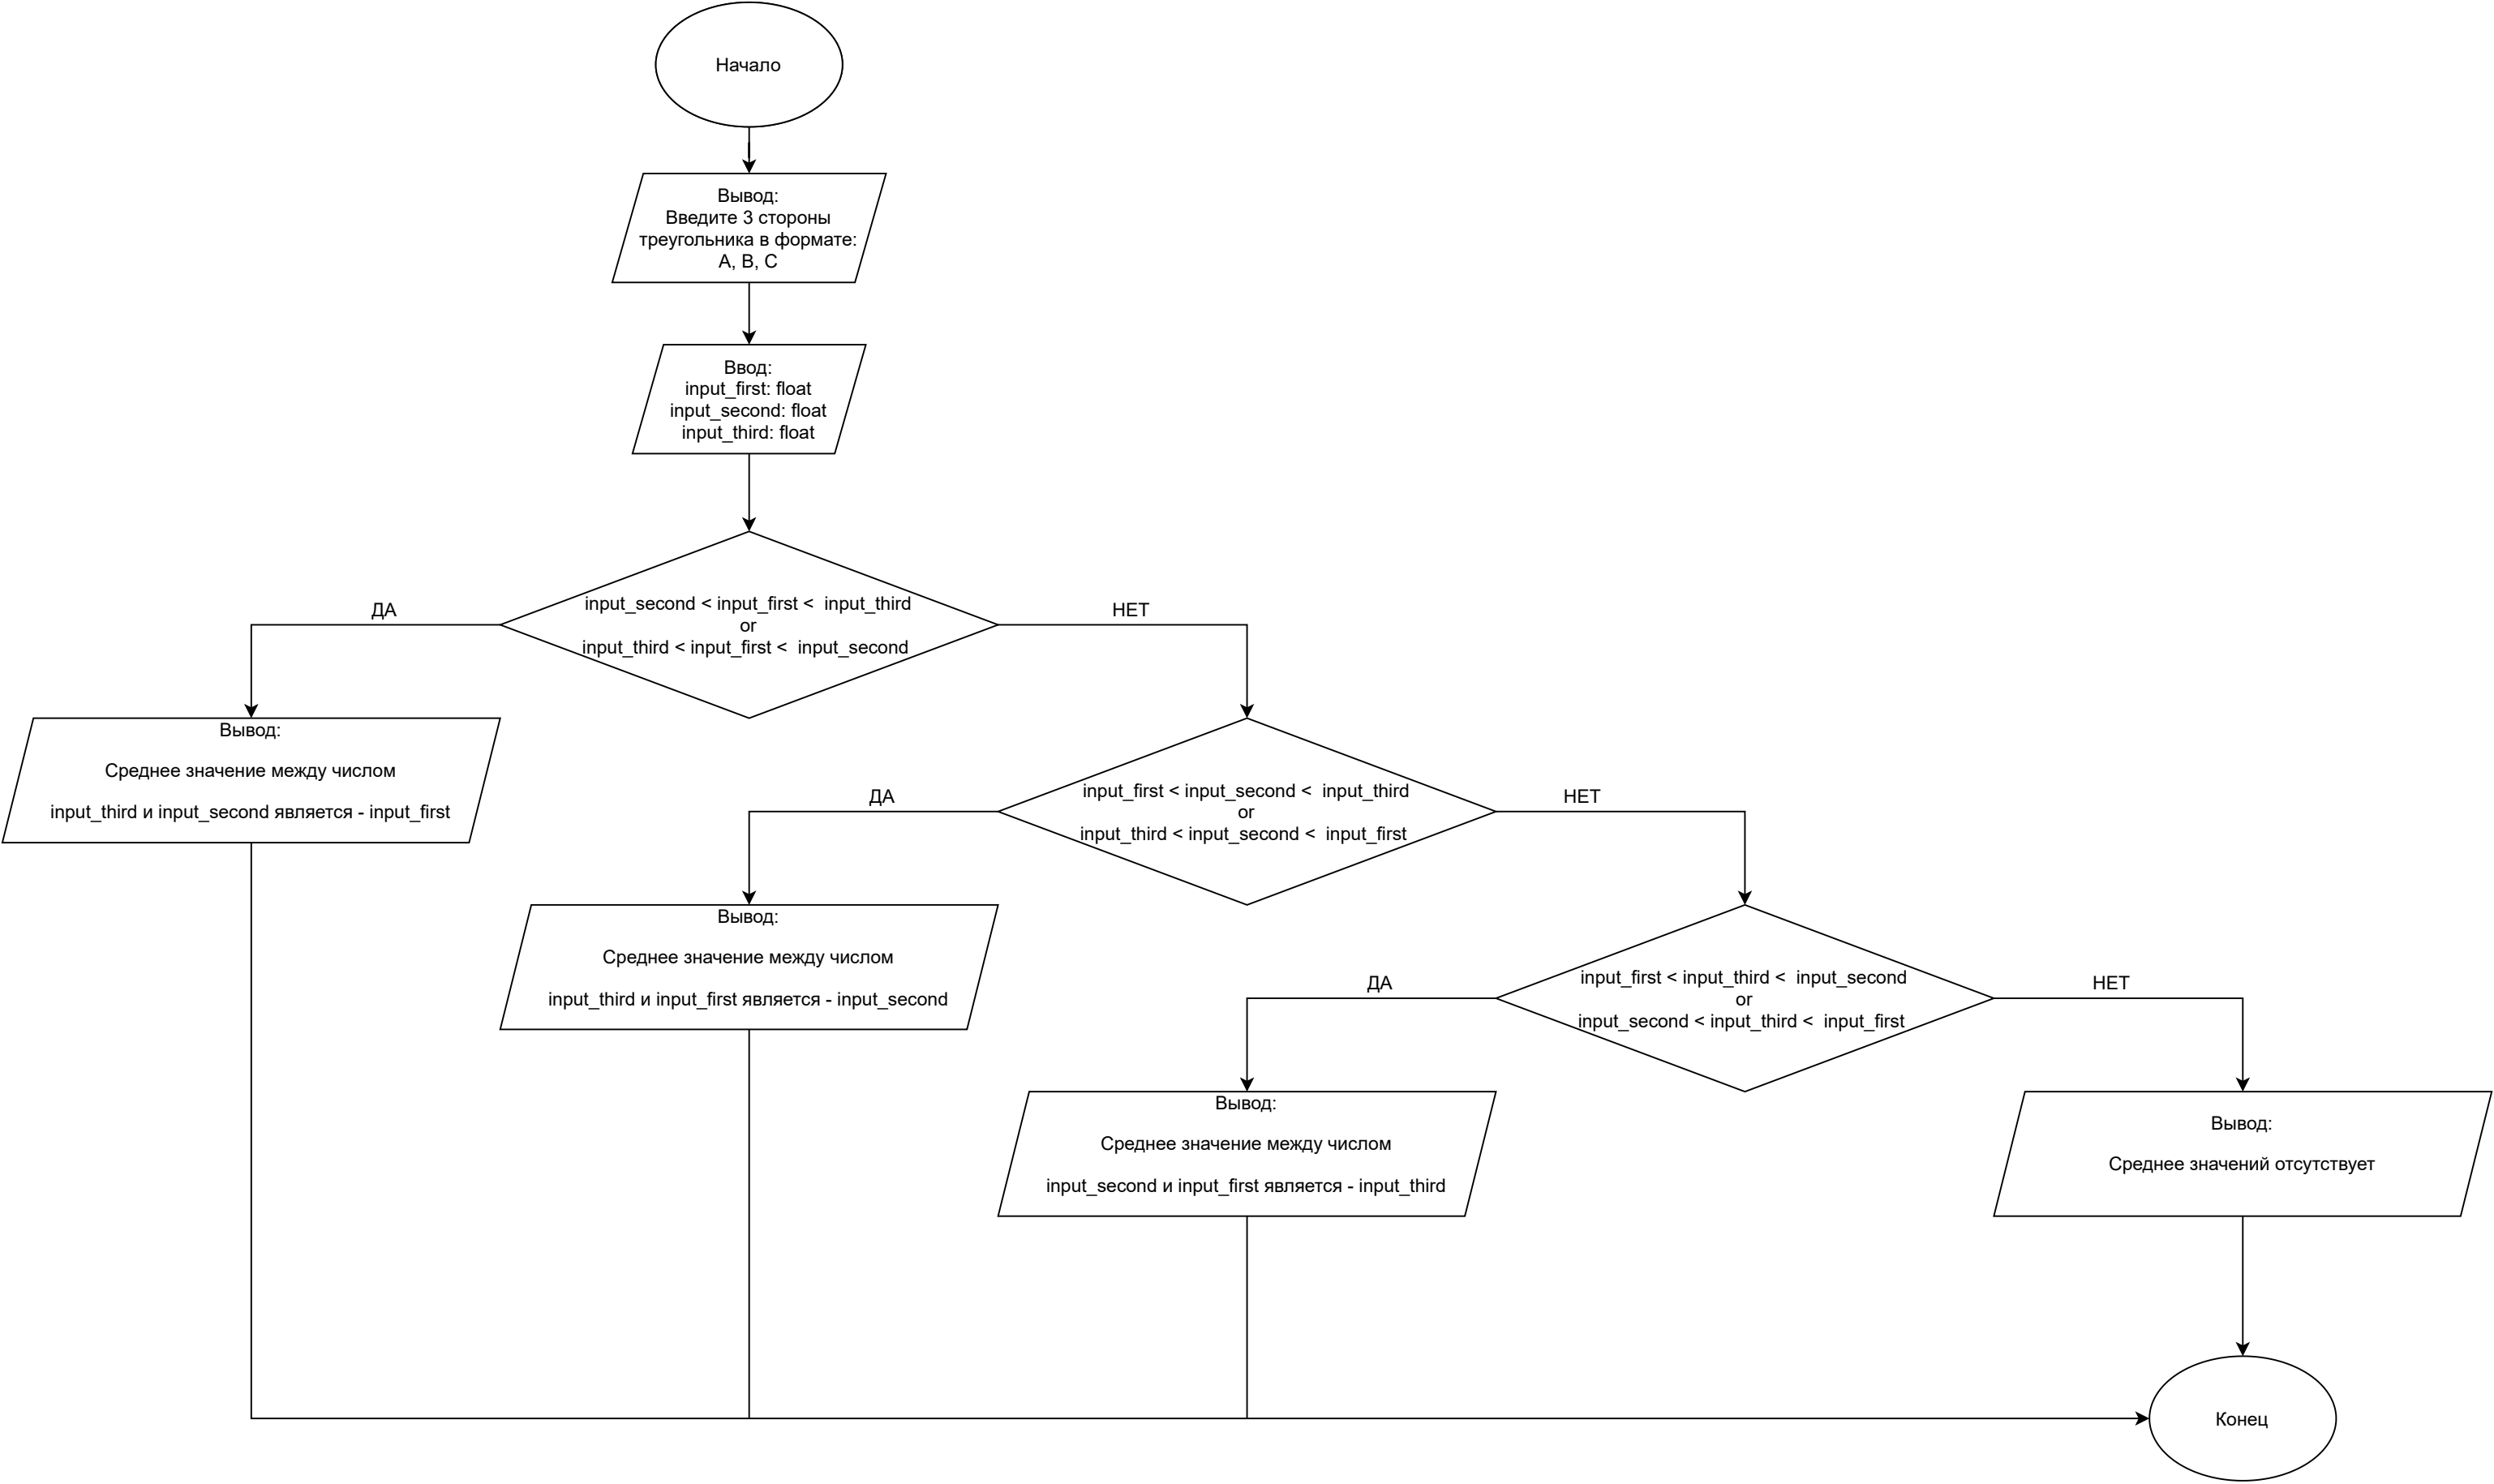 Начало
Вывод:
Введите 3 стороны
треугольника в формате:
A, B, C
Ввод:
input_first: float
input_second: float
input_third: float
input_second < input_first <  input_third
or
input_third < input_first <  input_second
ДА
НЕТ
Вывод:
Среднее значение между числом
input_third и input_second является - input_first
input_first < input_second <  input_third
or
input_third < input_second <  input_first
ДА
НЕТ
Вывод:
Среднее значение между числом
input_third и input_first является - input_second
input_first < input_third <  input_second
or
input_second < input_third <  input_first
ДА
НЕТ
Вывод:
Среднее значение между числом
input_second и input_first является - input_third
Вывод:
Среднее значений отсутствует
Конец